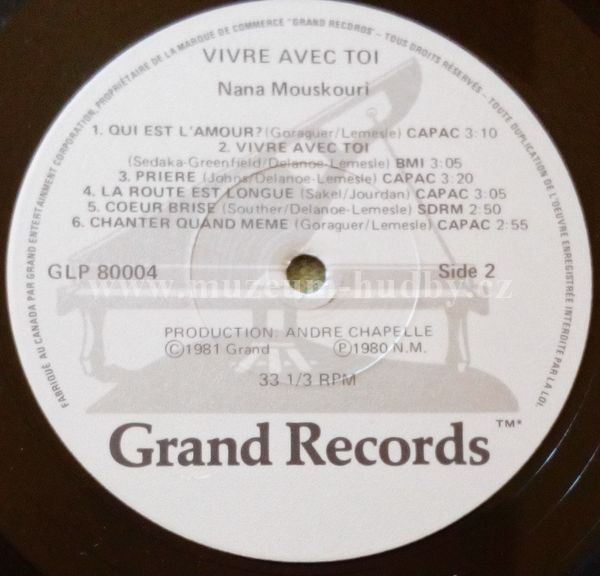 VIVRE AVEC TOI
Nana Mouskouri
1. QUI EST L'AMOUR? (Goraguer/Lemesle) CAPAC 3:10
2. VIVRE AVEC TOI
(Sedaka-Greenfield/Delanoe-Lemesle) BMI 3:05
3. PRIERE (Johns/Delanoe-Lemesle) CAPAC 3:20
4. LA ROUTE EST LONGUE (Sakel/Jourdan) CAPAC 3:05
5. COEUR BRISE (Souther/Delanoe-Lemesle) SDRM 2:50
6. CHANTER QUAND MEME (Goraguer/Lemesle) CAPAC 2:55
GLP 80004
Side 2
www.muzeum-hudby.cz
PRODUCTION: ANDRE CHAPELLE
©1981 Grand ℗1980 N.M.
33 1/3 RPM
Grand Records ™*
FABRIQUÉ AU CANADA PAR GRAND ENTERTAINMENT CORPORATION, PROPRIÉTAIRE DE LA MARQUE DE COMMERCE "GRAND RECORDS" – TOUS DROITS RÉSERVÉS – TOUTE DUPLICATION DE L'OEUVRE ENREGISTRÉE INTERDITE PAR LA LOI.